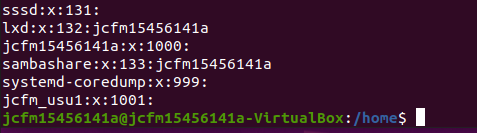 sssd:x:131:
lxd:x:132:jcfm15456141a
jcfm15456141a:x:1000:
sambashare:x:133:jcfm15456141a
systemd-coredump:x:999:
jcfm_usu1:x:1001:
jcfm15456141a@jcfm15456141a-VirtualBox:/home$